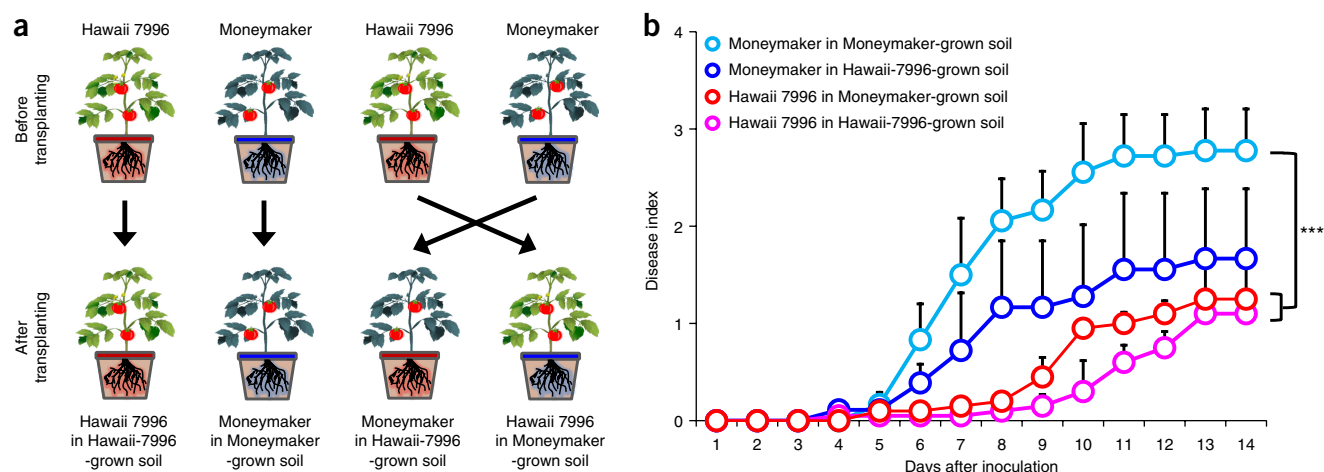 a
Hawaii 7996
Moneymaker
Hawaii 7996
Moneymaker
Before
transplanting
After
transplanting
Hawaii 7996
in Hawaii-7996
-grown soil
Moneymaker
in Moneymaker
-grown soil
Moneymaker
in Hawaii-7996
-grown soil
Hawaii 7996
in Moneymaker
-grown soil
b
4
3
2
1
0
Disease index
Moneymaker in Moneymaker-grown soil
Moneymaker in Hawaii-7996-grown soil
Hawaii 7996 in Moneymaker-grown soil
Hawaii 7996 in Hawaii-7996-grown soil
***
1 2 3 4 5 6 7 8 9 10 11 12 13 14
Days after inoculation